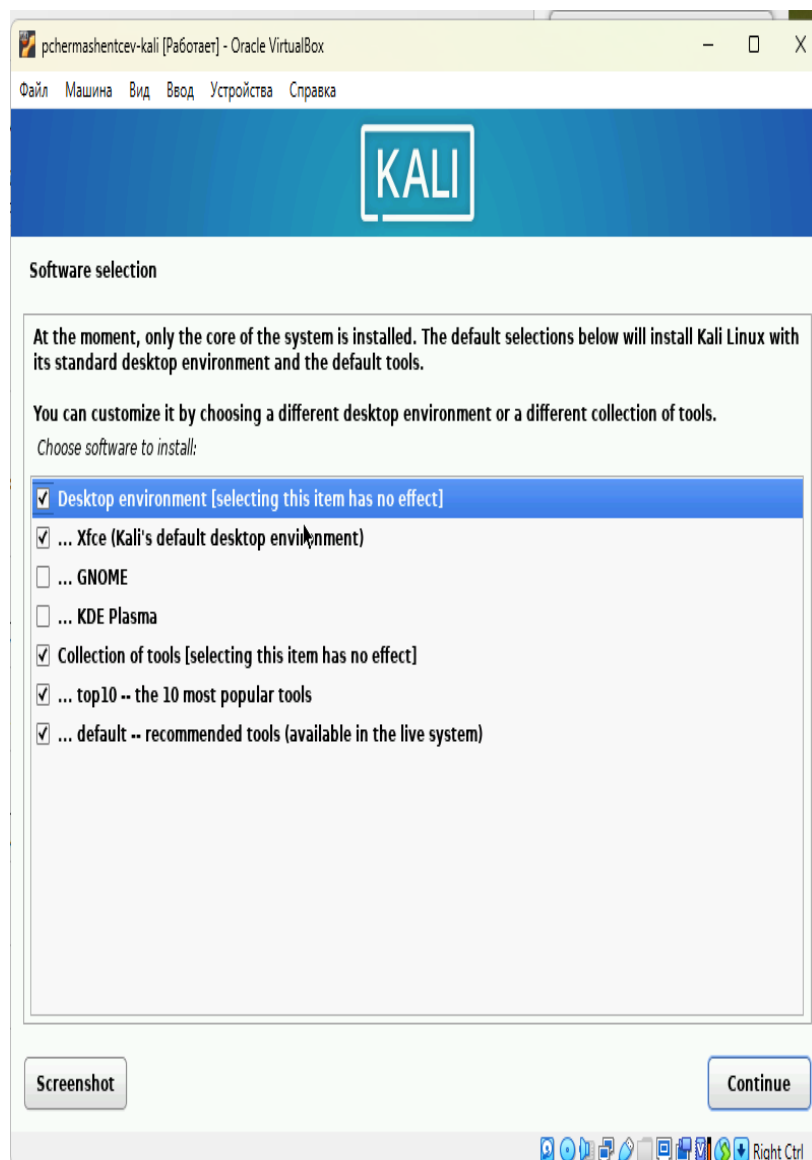 pchermashentcev-kali [Работает] - Oracle VirtualBox
Файл Машина Вид Ввод Устройства Справка
KALI
Software selection
At the moment, only the core of the system is installed. The default selections below will install Kali Linux with
its standard desktop environment and the default tools.
You can customize it by choosing a different desktop environment or a different collection of tools.
Choose software to install:
Desktop environment [selecting this item has no effect]
... Xfce (Kali's default desktop environment)
... GNOME
... KDE Plasma
Collection of tools [selecting this item has no effect]
... top10 -- the 10 most popular tools
... default -- recommended tools (available in the live system)
Screenshot
Continue
Right Ctrl